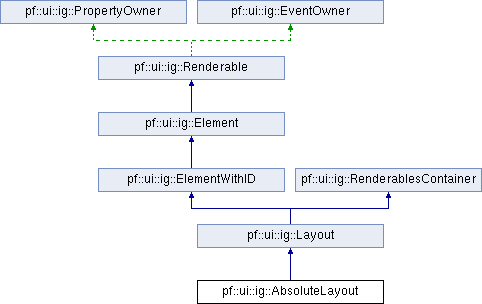 pf::ui::ig::PropertyOwner
pf::ui::ig::EventOwner
pf::ui::ig::Renderable
pf::ui::ig::Element
pf::ui::ig::ElementWithID
pf::ui::ig::RenderablesContainer
pf::ui::ig::Layout
pf::ui::ig::AbsoluteLayout